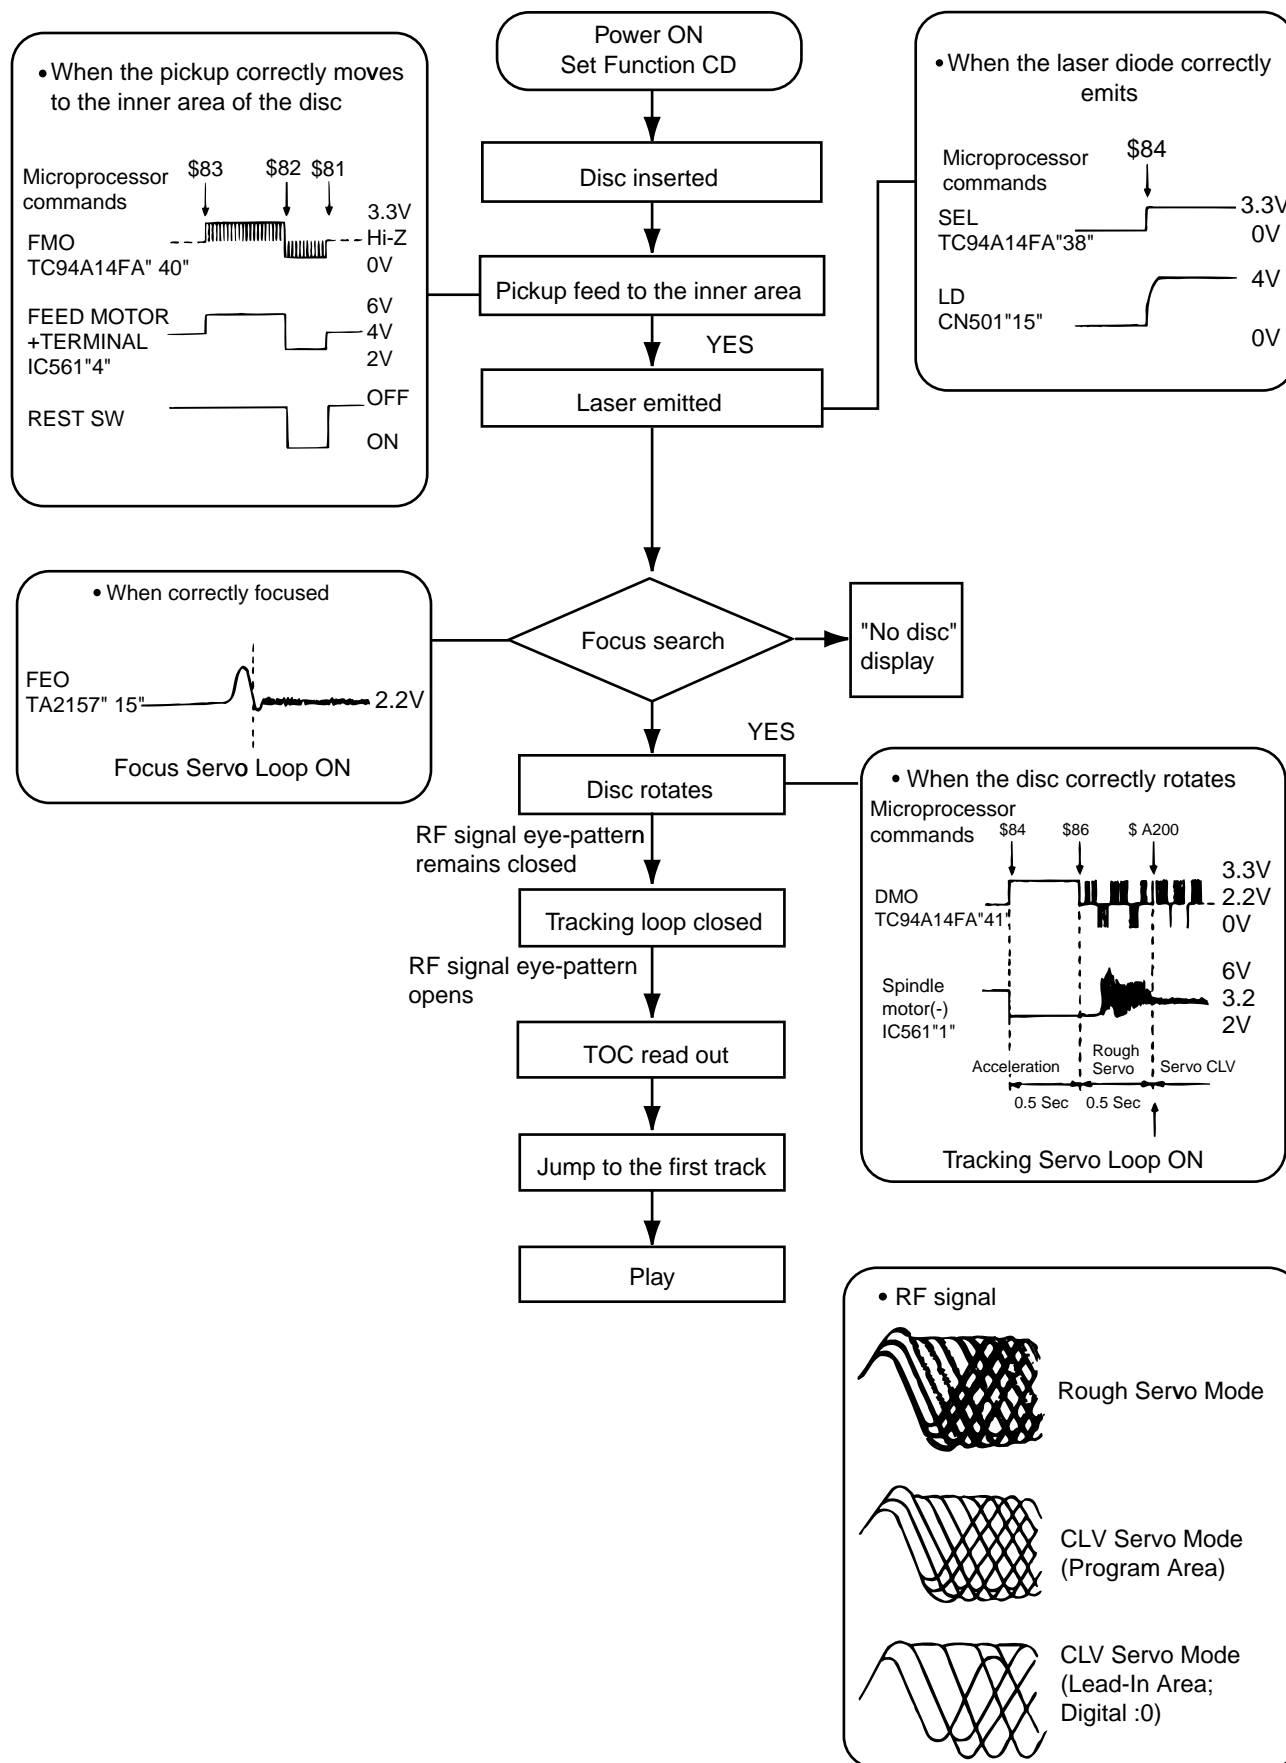 Power ON
Set Function CD
• When the pickup correctly moves
to the inner area of the disc
Microprocessor
commands
$83
$82
$81
FMO
TC94A14FA" 40"
3.3V
Hi-Z
0V
FEED MOTOR
+TERMINAL
IC561"4"
6V
4V
2V
REST SW
OFF
ON
• When the laser diode correctly
emits
Microprocessor
commands
$84
SEL
TC94A14FA"38"
3.3V
0V
LD
CN501"15"
4V
0V
Disc inserted
Pickup feed to the inner area
YES
Laser emitted
• When correctly focused
FEO
TA2157" 15"
2.2V
Focus Servo Loop ON
Focus search
"No disc"
display
YES
Disc rotates
RF signal eye-pattern
remains closed
Tracking loop closed
RF signal eye-pattern
opens
TOC read out
Jump to the first track
Play
• When the disc correctly rotates
Microprocessor
commands
$84
$86
$ A200
DMO
TC94A14FA"41"
3.3V
2.2V
0V
Spindle
motor(-)
IC561"1"
6V
3.2
2V
Acceleration
Rough
Servo
Servo CLV
0.5 Sec
0.5 Sec
Tracking Servo Loop ON
• RF signal
Rough Servo Mode
CLV Servo Mode
(Program Area)
CLV Servo Mode
(Lead-In Area;
Digital :0)